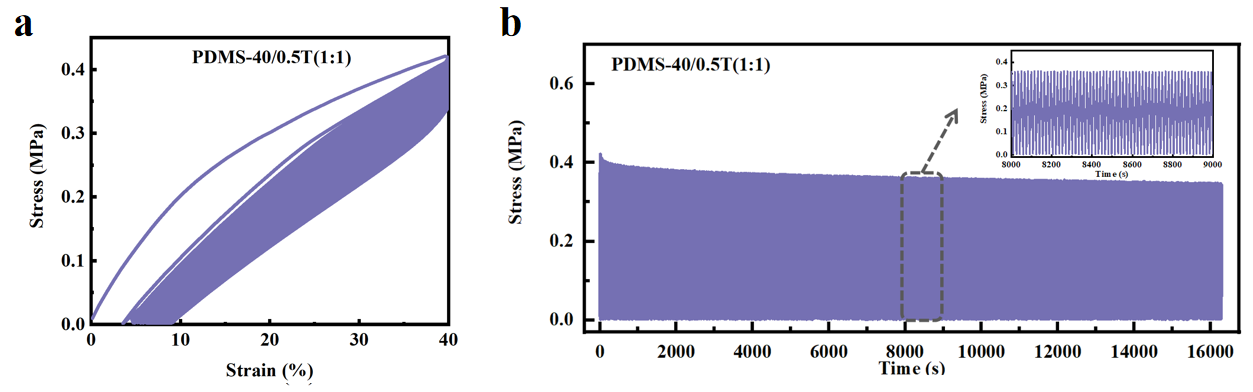 a
PDMS-40/0.5T(1:1)
Stress (MPa)
0.4
0.3
0.2
0.1
0.0
0 10 20 30 40
Strain (%)
b
PDMS-40/0.5T(1:1)
Stress (MPa)
0.6
0.4
0.2
0.0
0 2000 4000 6000 8000 10000 12000 14000 16000
Time (s)
Stress (MPa)
0.4
0.3
0.2
0.1
0.0
8000 8200 8400 8600 8800 9000
Time (s)